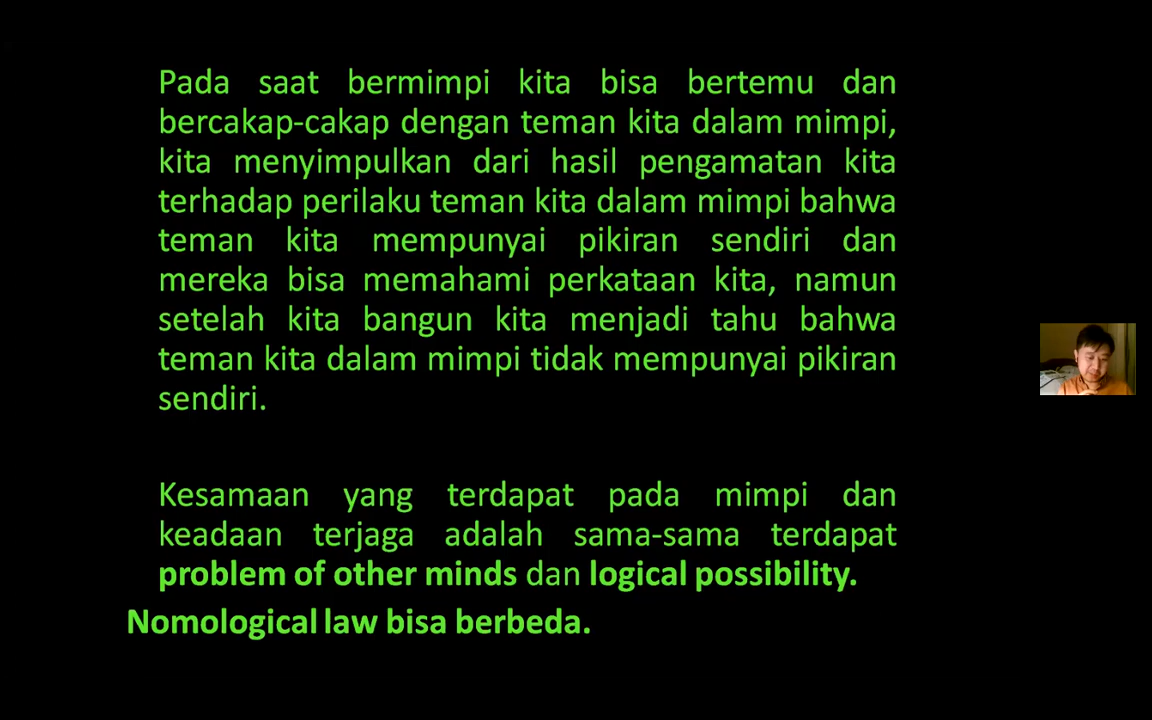 Pada saat bermimpi kita bisa bertemu dan
bercakap-cakap dengan teman kita dalam mimpi,
kita menyimpulkan dari hasil pengamatan kita
terhadap perilaku teman kita dalam mimpi bahwa
teman kita mempunyai pikiran sendiri dan
mereka bisa memahami perkataan kita, namun
setelah kita bangun kita menjadi tahu bahwa
teman kita dalam mimpi tidak mempunyai pikiran
sendiri.
Kesamaan yang terdapat pada mimpi dan
keadaan terjaga adalah sama-sama terdapat
problem of other minds dan logical possibility.
Nomological law bisa berbeda.